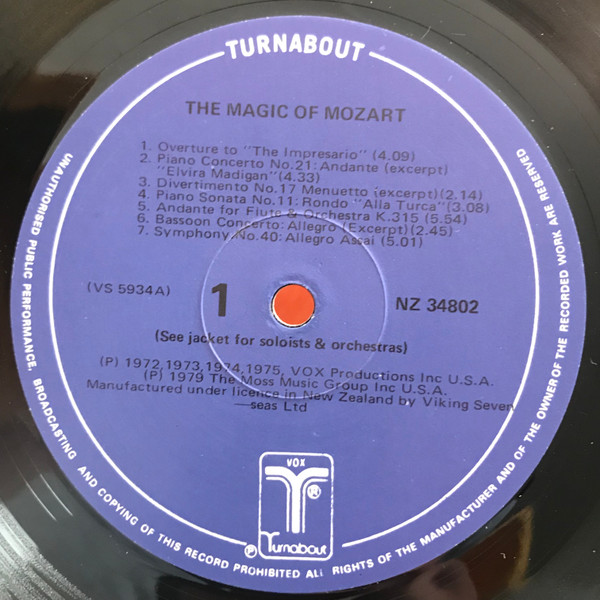 TURNABOUT
THE MAGIC OF MOZART
1. Overture to "The Impresario" (4.09)
2. Piano Concerto No.21: Andante (excerpt)
"Elvira Madigan" (4.33)
3. Divertimento No.17 Menuetto (excerpt)(2.14)
4. Piano Sonata No.11: Rondo "Alla Turca" (3.08)
5. Andante for Flute & Orchestra K.315 (5.54)
6. Bassoon Concerto: Allegro (Excerpt)(2.45)
7. Symphony No.40: Allegro Assai (5.01)
(VS 5934A)
1
NZ 34802
(See jacket for soloists & orchestras)
(P) 1972,1973,1974,1975, VOX Productions Inc U.S.A.
(P) 1979 The Moss Music Group Inc U.S.A.
Manufactured under licence in New Zealand by Viking Seven
—seas Ltd
VOX
®
℗ Turnabout
UNAUTHORISED PUBLIC PERFORMANCE, BROADCASTING AND COPYING OF THIS RECORD PROHIBITED ALL RIGHTS OF THE MANUFACTURER AND OF THE OWNER OF THE RECORDED WORK ARE RESERVED